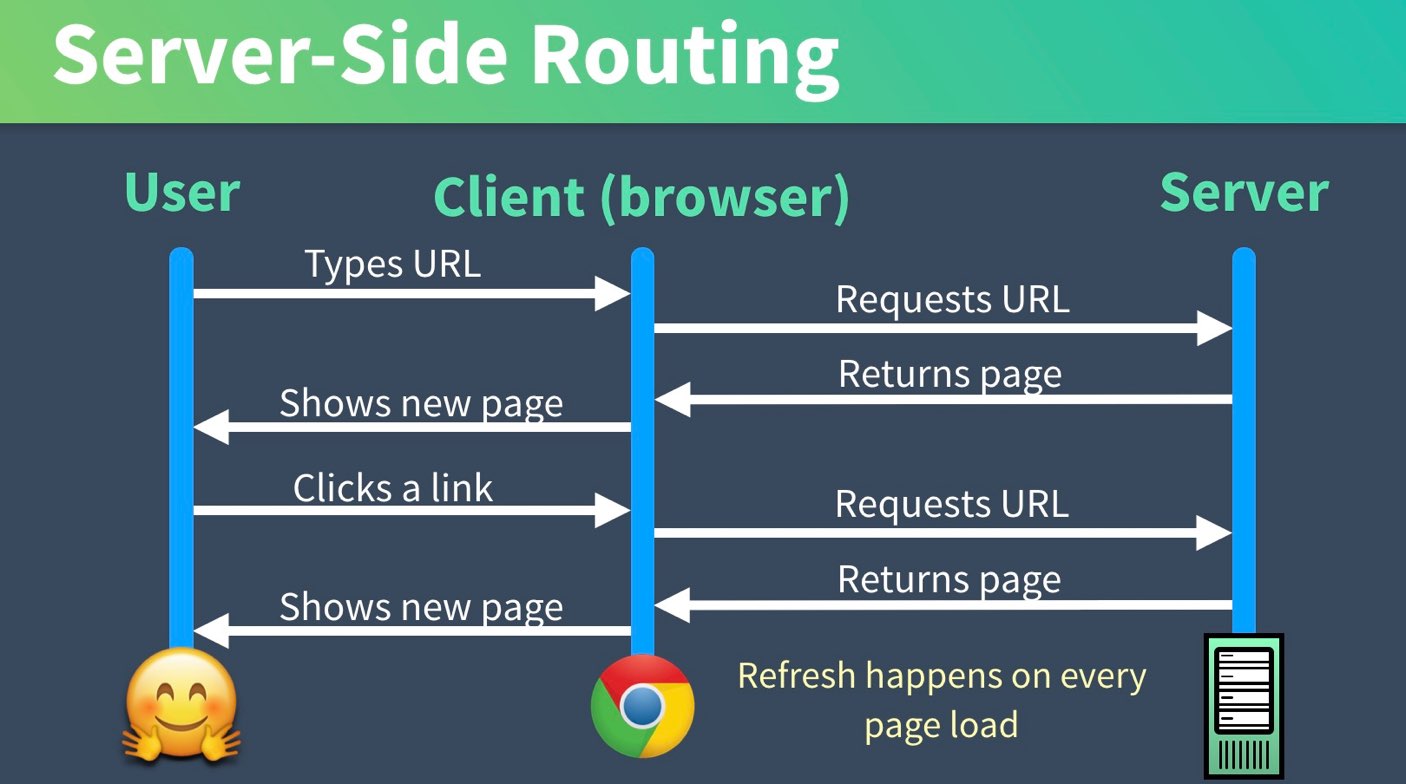 Server-Side Routing
User
Client (browser)
Server
Types URL
Requests URL
Returns page
Shows new page
Clicks a link
Requests URL
Returns page
Shows new page
Refresh happens on every
page load